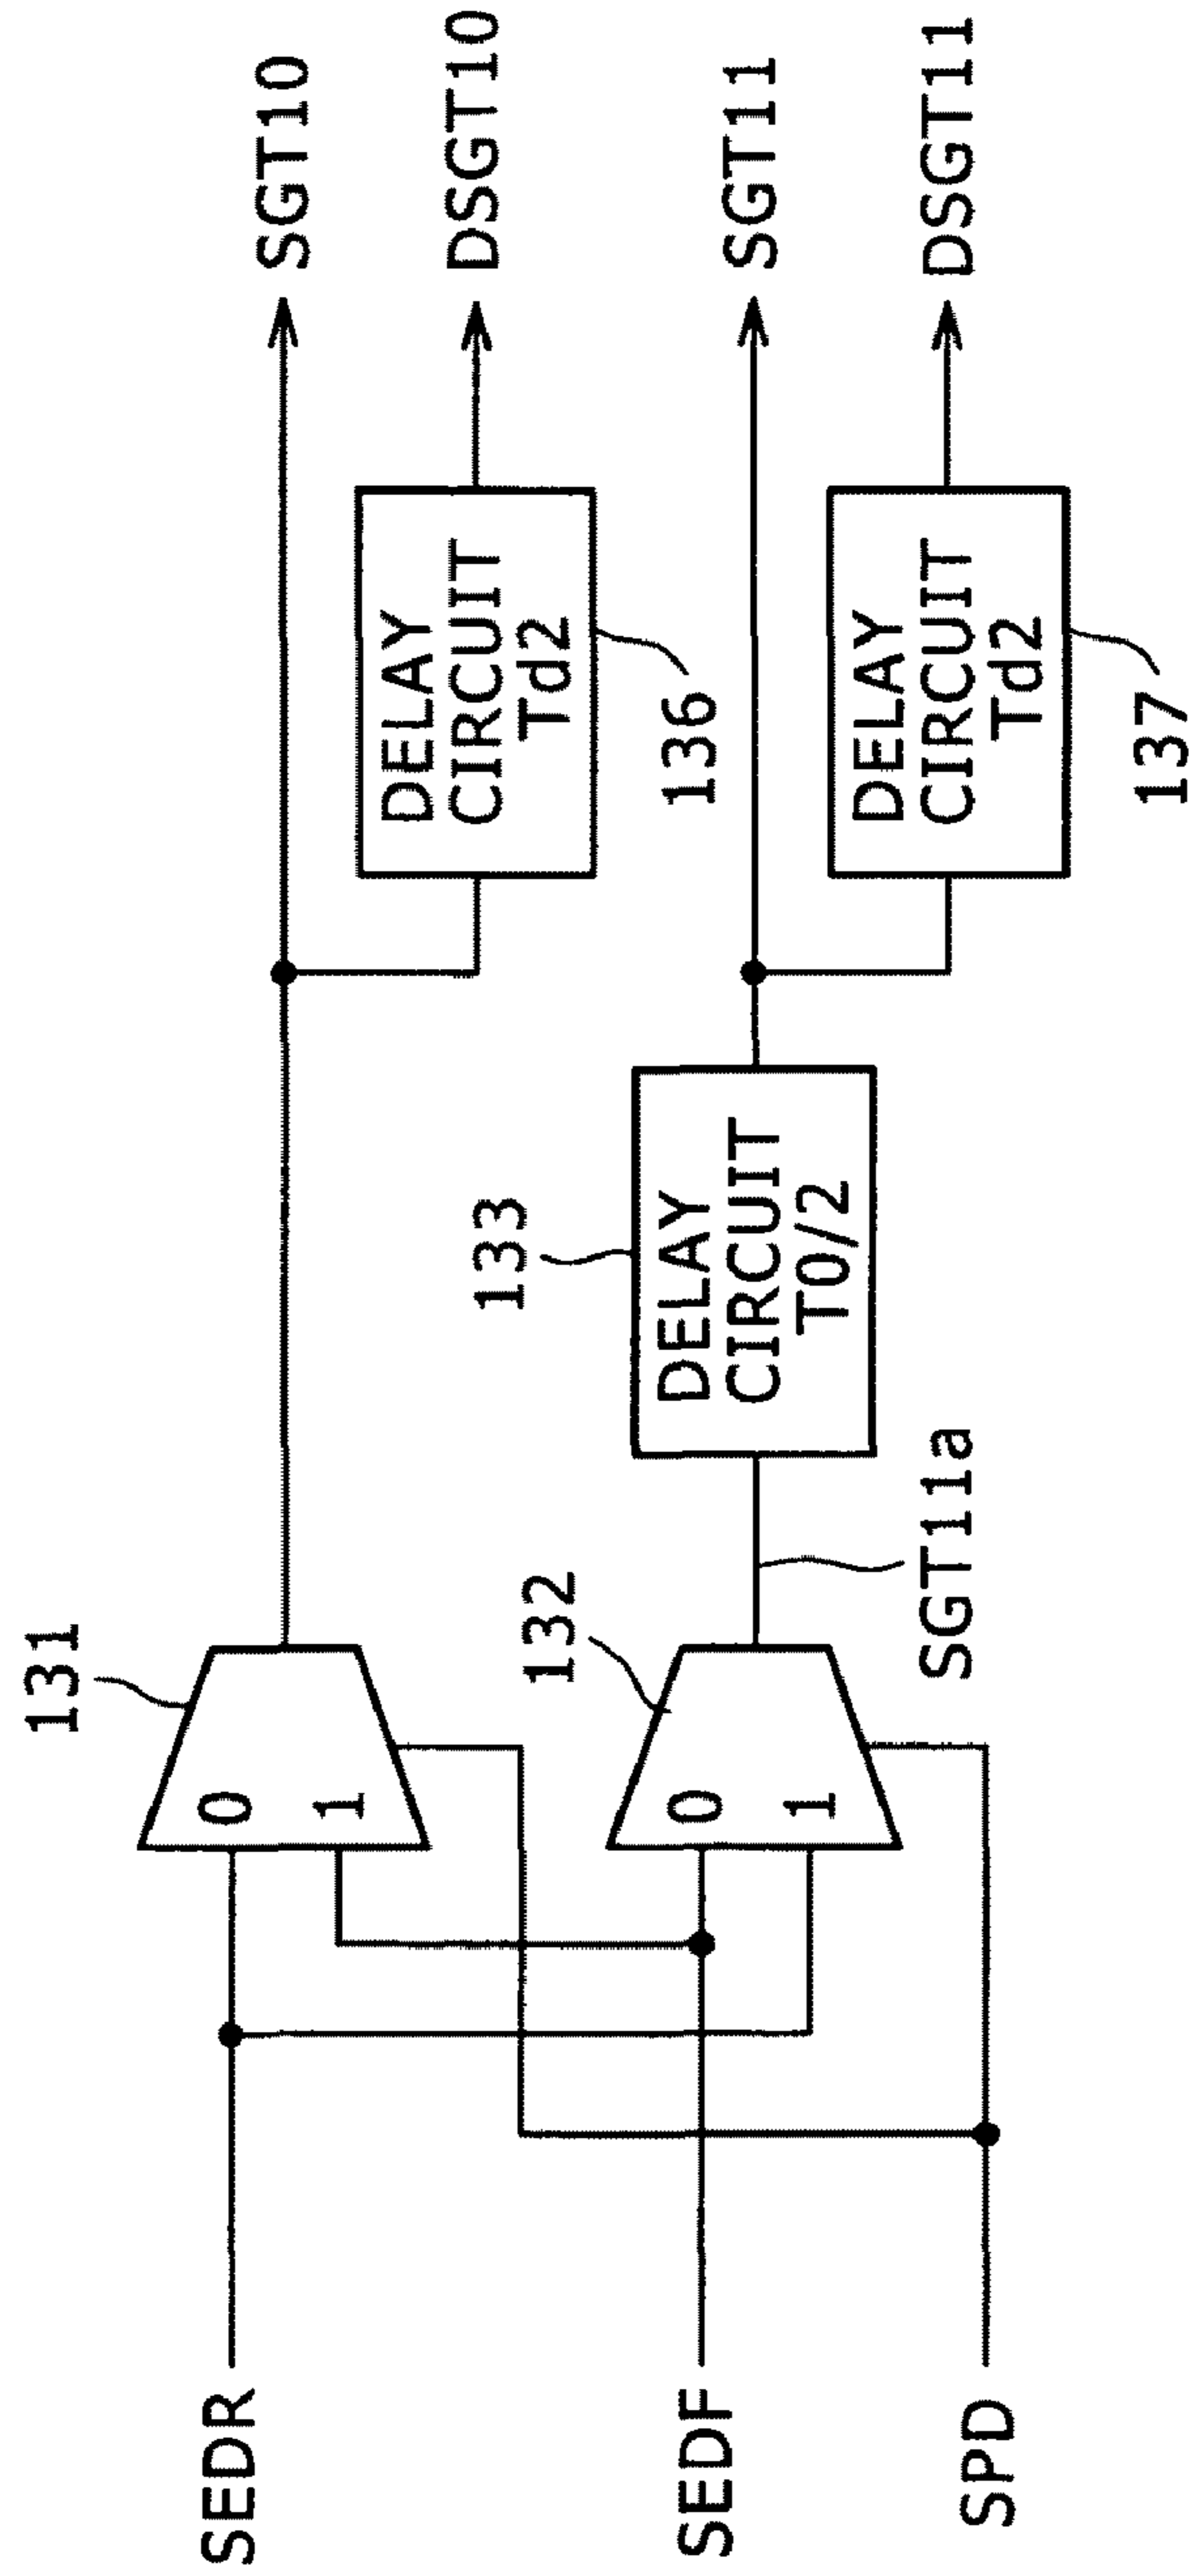 SEDR
SEDF
SPD
131
0
1
132
0
1
SGT11a
133
DELAY
CIRCUIT
T0/2
DELAY
CIRCUIT
Td2
136
DELAY
CIRCUIT
Td2
137
SGT10
DSGT10
SGT11
DSGT11